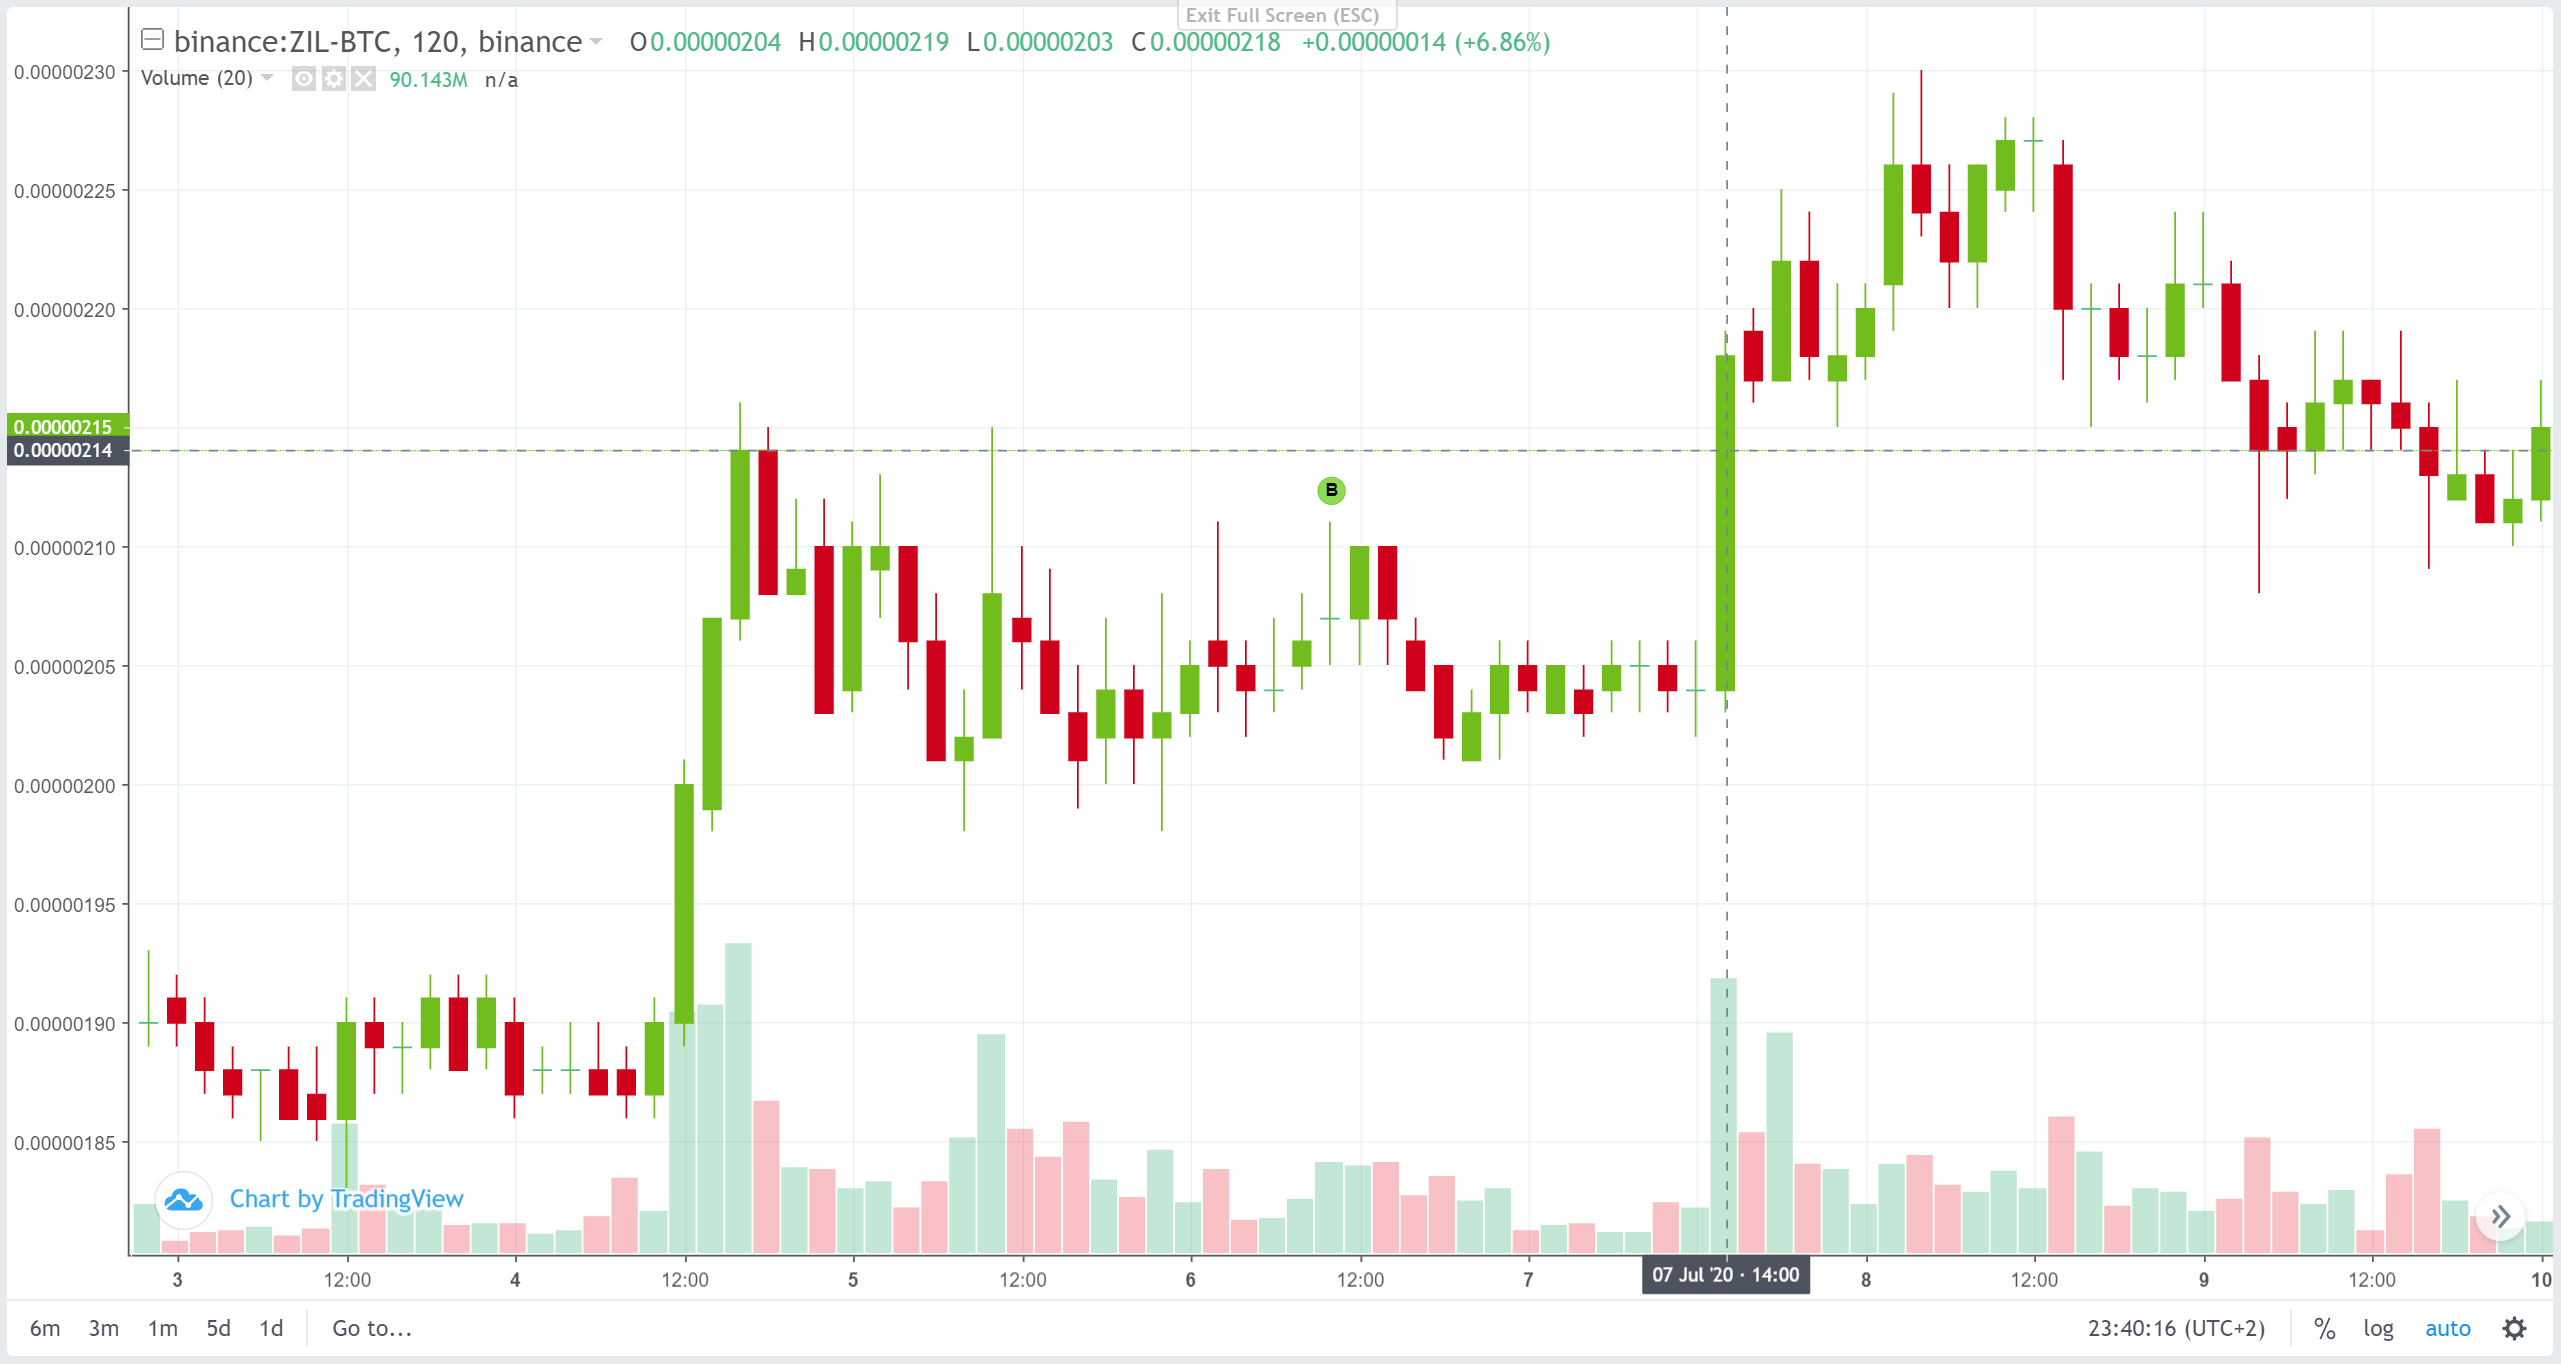 Exit Full Screen (ESC)
binance:ZIL-BTC, 120, binance O0.00000204 H0.00000219 L0.00000203 C0.00000218 +0.00000014 (+6.86%)
Volume (20) 90.143M n/a
0.00000230
0.00000225
0.00000220
0.00000215
0.00000214
0.00000210
0.00000205
0.00000200
0.00000195
0.00000190
0.00000185
B
Chart by TradingView
3 12:00 4 12:00 5 12:00 6 12:00 7 07 Jul '20 · 14:00 8 12:00 9 12:00 10
6m 3m 1m 5d 1d Go to... 23:40:16 (UTC+2) % log auto